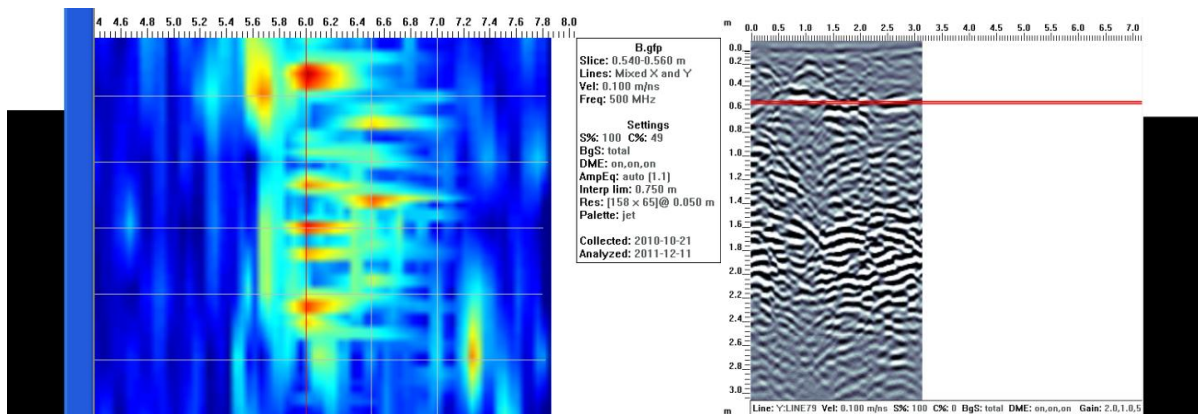 4 4.6 4.8 5.0 5.2 5.4 5.6 5.8 6.0 6.2 6.4 6.6 6.8 7.0 7.2 7.4 7.6 7.8 8.0
B.gfp
Slice: 0.540-0.560 m
Lines: Mixed X and Y
Vel: 0.100 m/ns
Freq: 500 MHz
Settings
S%: 100 C%: 49
BgS: total
DME: on,on,on
AmpEq: auto (1.1)
Interp lim: 0.750 m
Res: [158 x 65]@ 0.050 m
Palette: jet
Collected: 2010-10-21
Analyzed: 2011-12-11
m 0.0 0.5 1.0 1.5 2.0 2.5 3.0 3.5 4.0 4.5 5.0 5.5 6.0 6.5 7.0 m
0.0
0.2
0.4
0.6
0.8
1.0
1.2
1.4
1.6
1.8
2.0
2.2
2.4
2.6
2.8
3.0
m
Line: Y:LINE79 Vel: 0.100 m/ns S%: 100 C%: 0 BgS: total DME: on,on,on Gain: 2.0,1.0,5